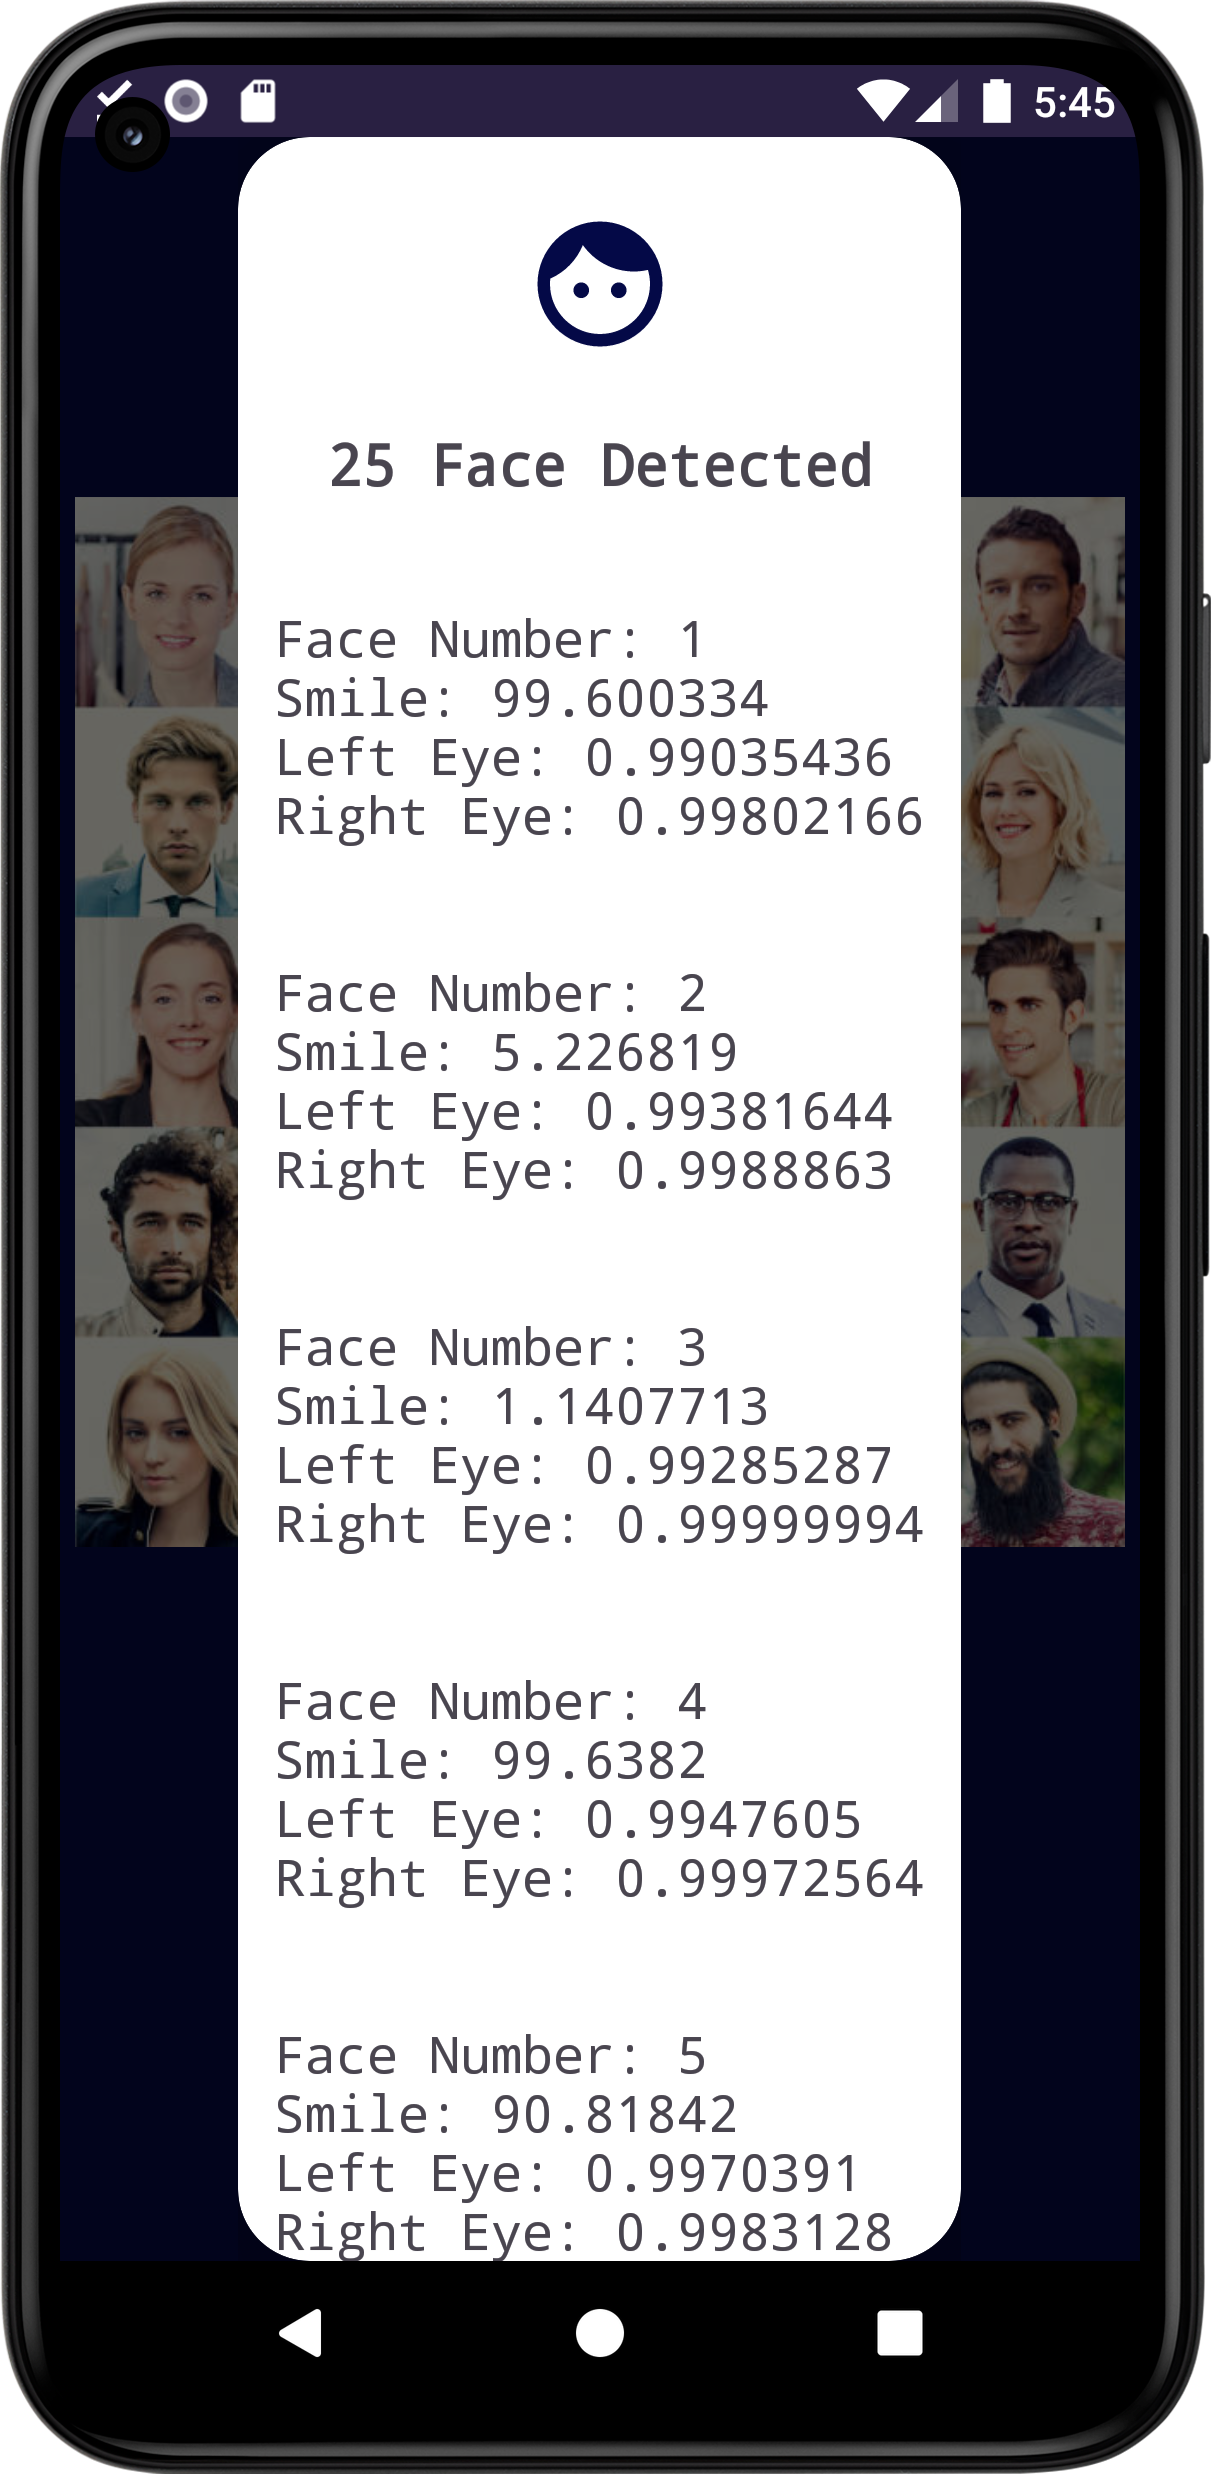 5:45
25 Face Detected
Face Number: 1
Smile: 99.600334
Left Eye: 0.99035436
Right Eye: 0.99802166
Face Number: 2
Smile: 5.226819
Left Eye: 0.99381644
Right Eye: 0.9988863
Face Number: 3
Smile: 1.1407713
Left Eye: 0.99285287
Right Eye: 0.99999994
Face Number: 4
Smile: 99.6382
Left Eye: 0.9947605
Right Eye: 0.99972564
Face Number: 5
Smile: 90.81842
Left Eye: 0.9970391
Right Eye: 0.9983128